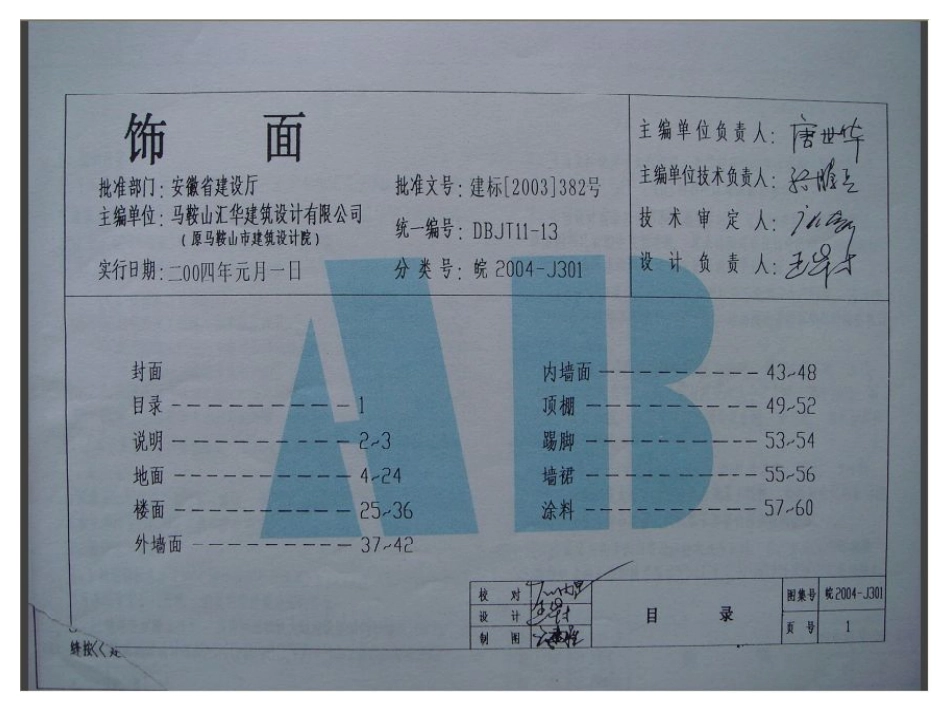 饰 面
批准部门：安徽省建设厅
主编单位：马鞍山汇华建筑设计有限公司
（原马鞍山市建筑设计院）
实行日期：二00四年元月一日
批准文号：建标[2003]382号
统一编号：DBJT11-13
分 类 号：皖 2004-J301
主编单位负责人：唐世华
主编单位技术负责人：
技 术 审 定 人：
设 计 负 责 人：
封面
目录 ----------- 1
说明 ----------- 2~3
地面 ----------- 4~24
楼面 ----------- 25~36
外墙面 ---------- 37~42
内墙面 ---------- 43~48
顶棚 ----------- 49~52
踢脚 ----------- 53~54
墙裙 ----------- 55~56
涂料 ----------- 57~60
AB
校 对
设 计
制 图
目 录
图集号 皖2004-J301
页 号 1